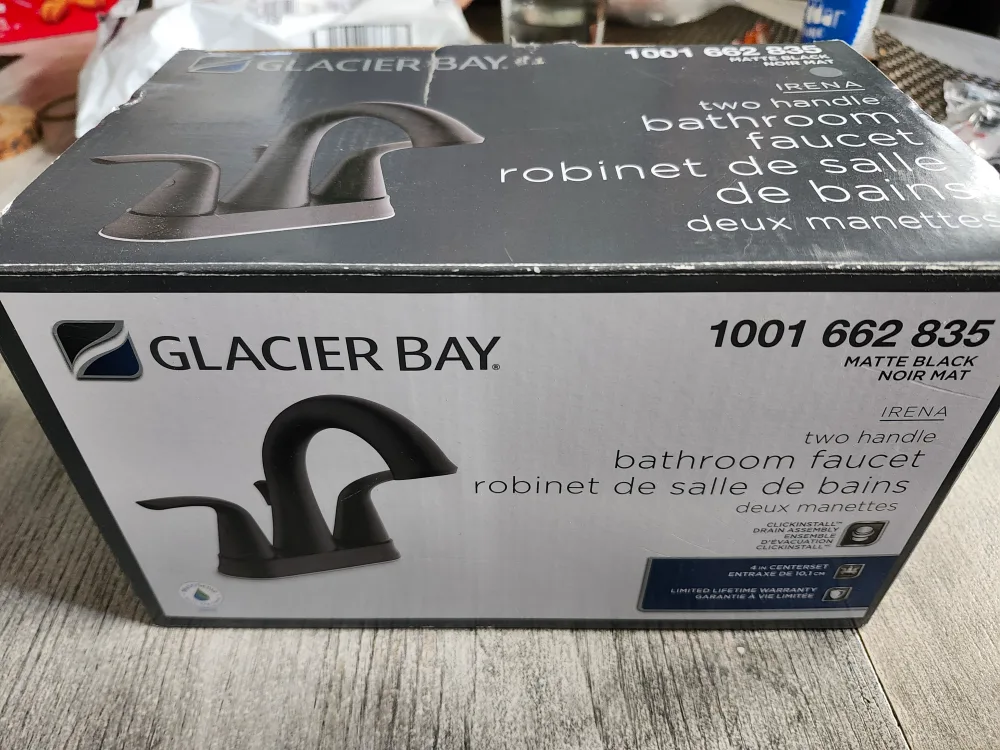 GLACIER BAY.
1001 662 835
MATTE BLACK
NOIR MAT
IRENA
two handle
bathroom
faucet
robinet de salle
de bains
deux manettes
GLACIER BAY®
1001 662 835
MATTE BLACK
NOIR MAT
IRENA
two handle
bathroom faucet
robinet de salle de bains
deux manettes
CLICKINSTALL™
DRAIN ASSEMBLY
ENSEMBLE
D'ÉVACUATION
CLICKINSTALL™
4 IN CENTERSET
ENTRAXE DE 10,1 CM
LIMITED LIFETIME WARRANTY
GARANTIE À VIE LIMITÉE